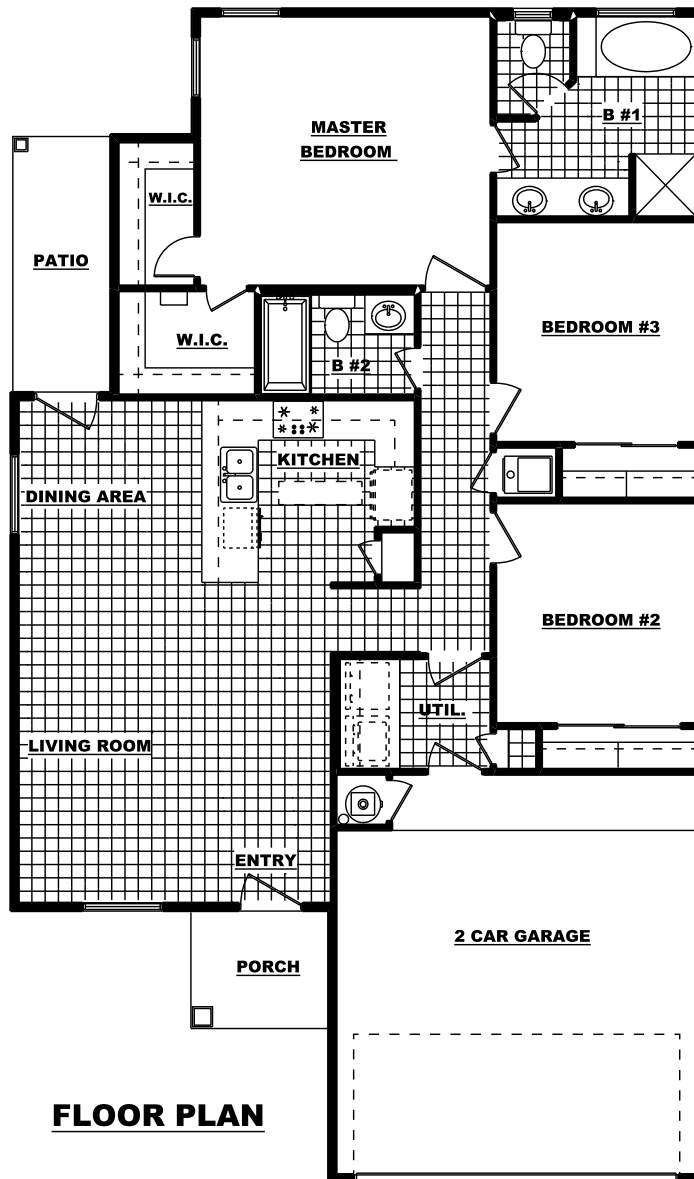 MASTER
BEDROOM
B #1
W.I.C.
PATIO
W.I.C.
B #2
BEDROOM #3
KITCHEN
DINING AREA
BEDROOM #2
UTIL.
LIVING ROOM
ENTRY
2 CAR GARAGE
PORCH
FLOOR PLAN